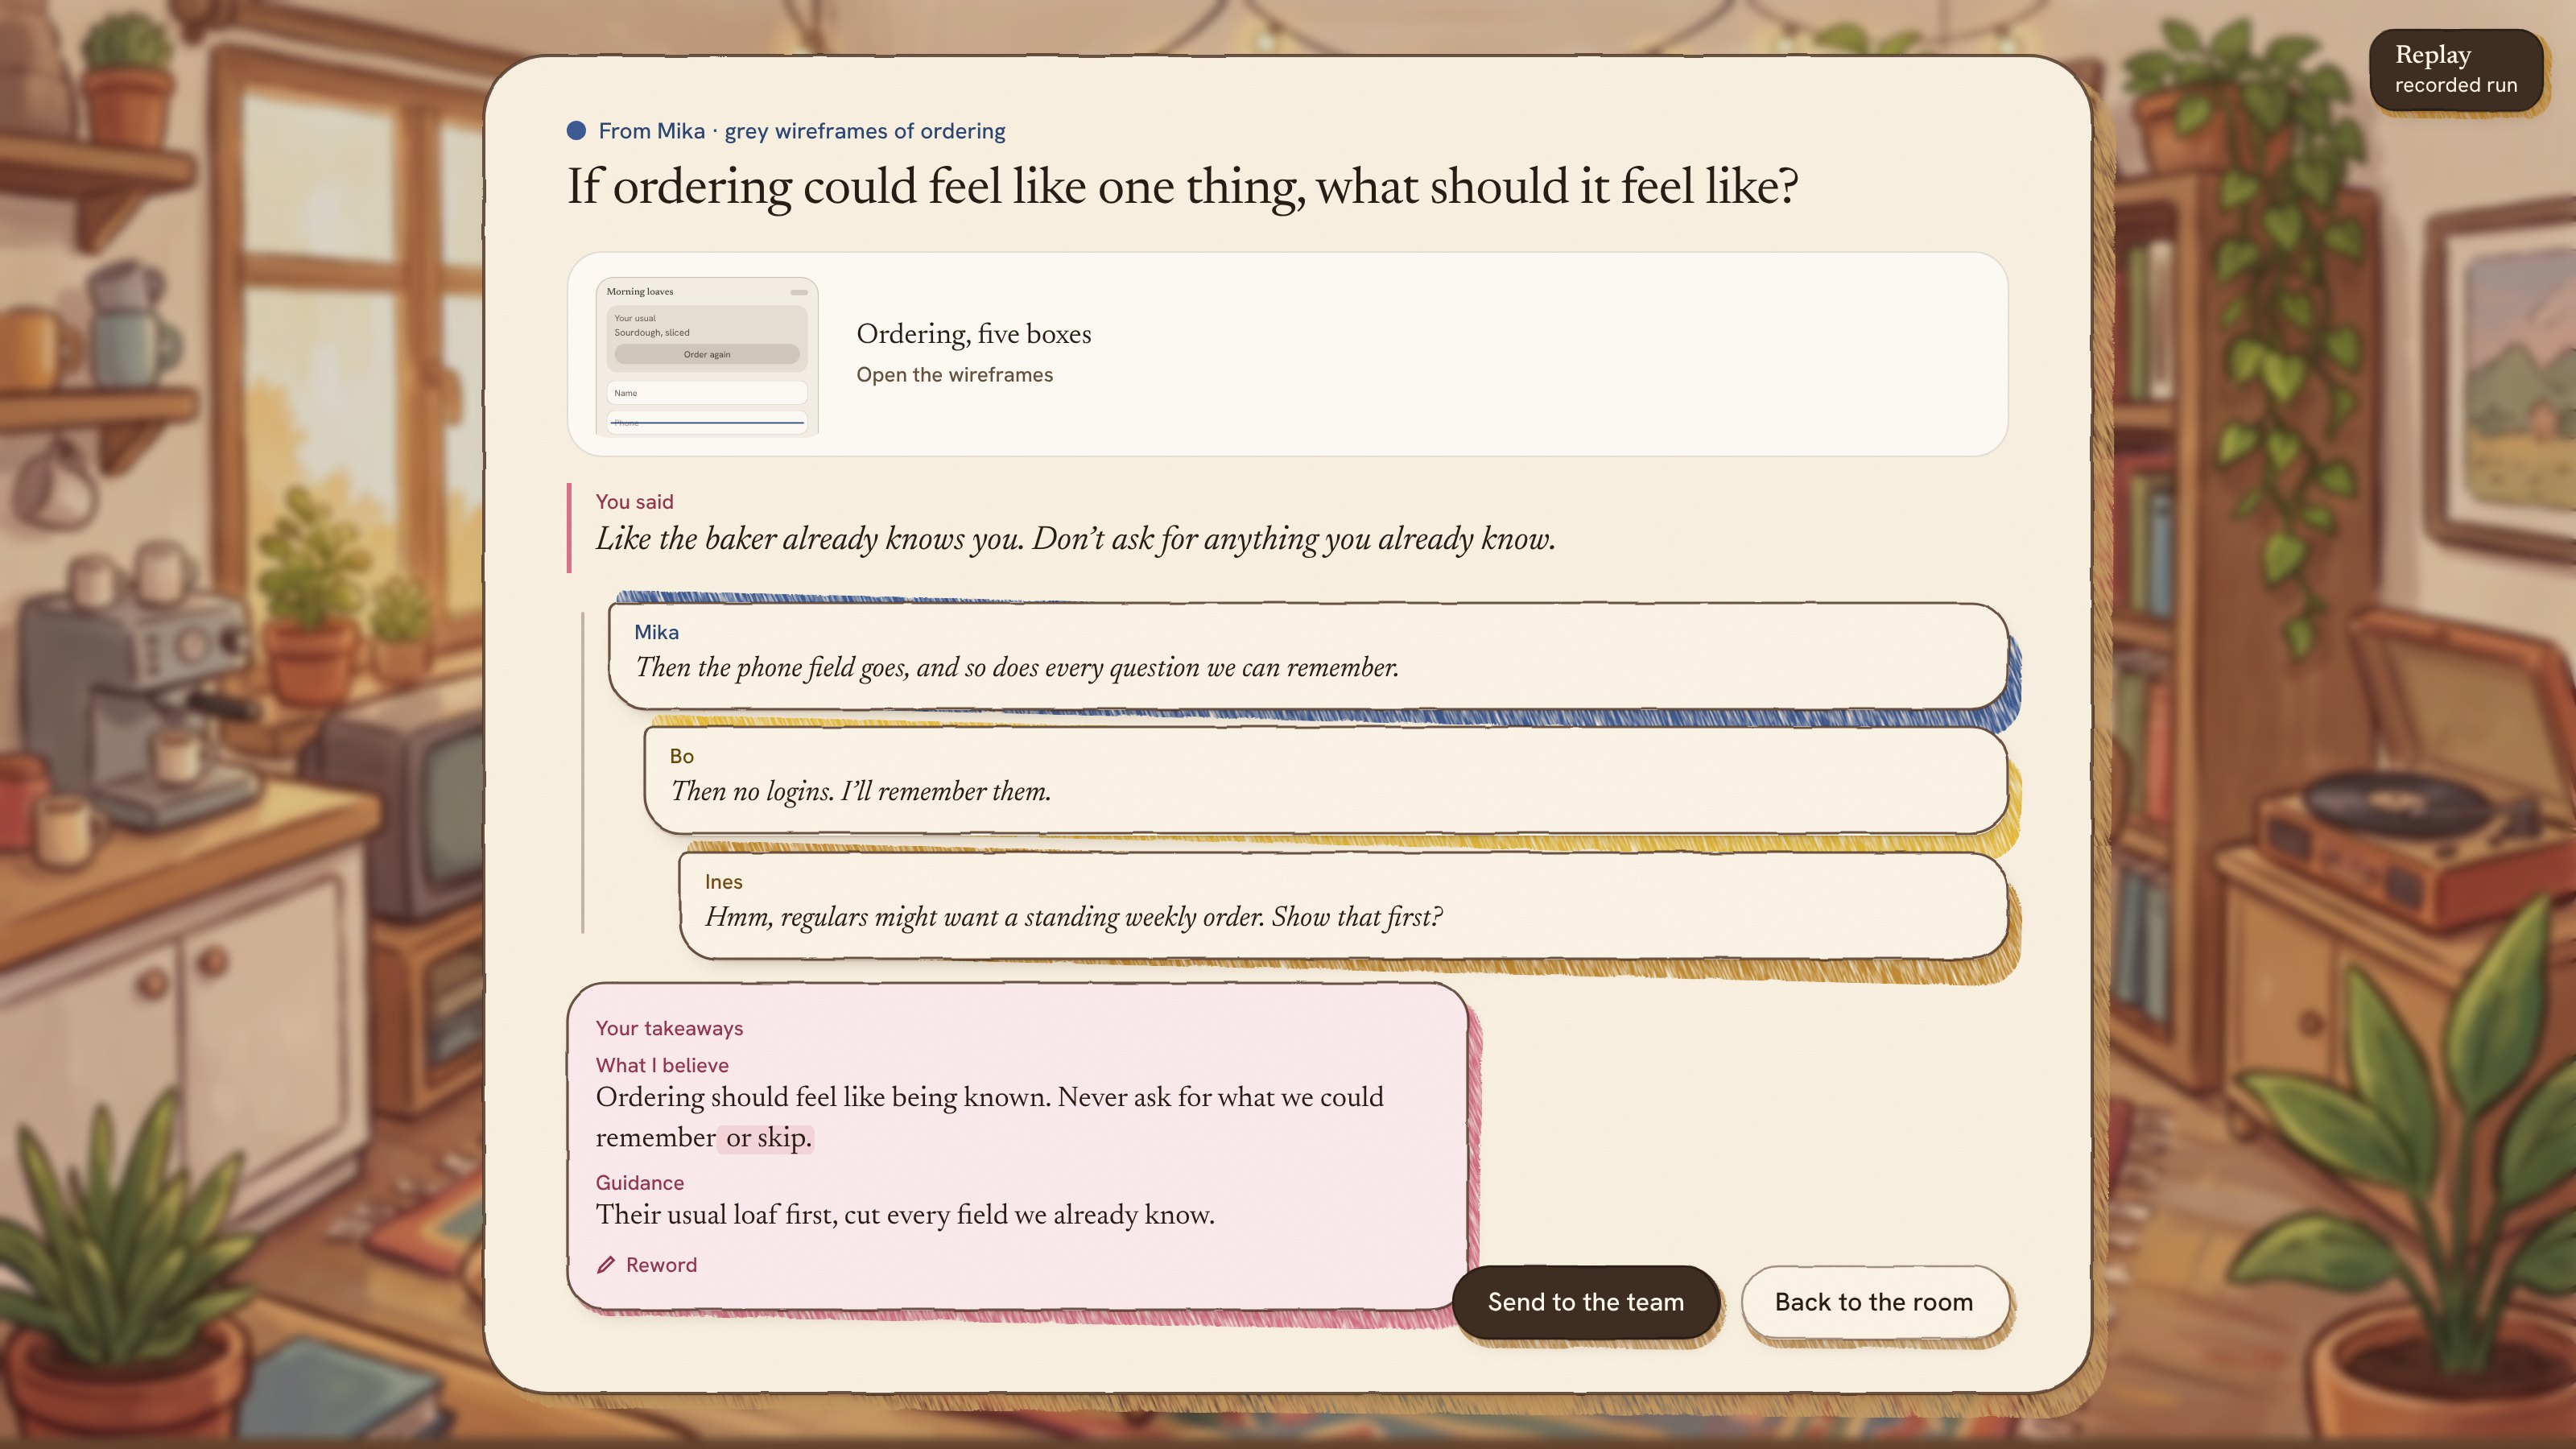 Replay
recorded run
From Mika · grey wireframes of ordering
If ordering could feel like one thing, what should it feel like?
Morning loaves
Your usual
Sourdough, sliced
Order again
Name
Phone
Ordering, five boxes
Open the wireframes
You said
Like the baker already knows you. Don’t ask for anything you already know.
Mika
Then the phone field goes, and so does every question we can remember.
Bo
Then no logins. I’ll remember them.
Ines
Hmm, regulars might want a standing weekly order. Show that first?
Your takeaways
What I believe
Ordering should feel like being known. Never ask for what we could
remember or skip.
Guidance
Their usual loaf first, cut every field we already know.
Reword
Send to the team
Back to the room